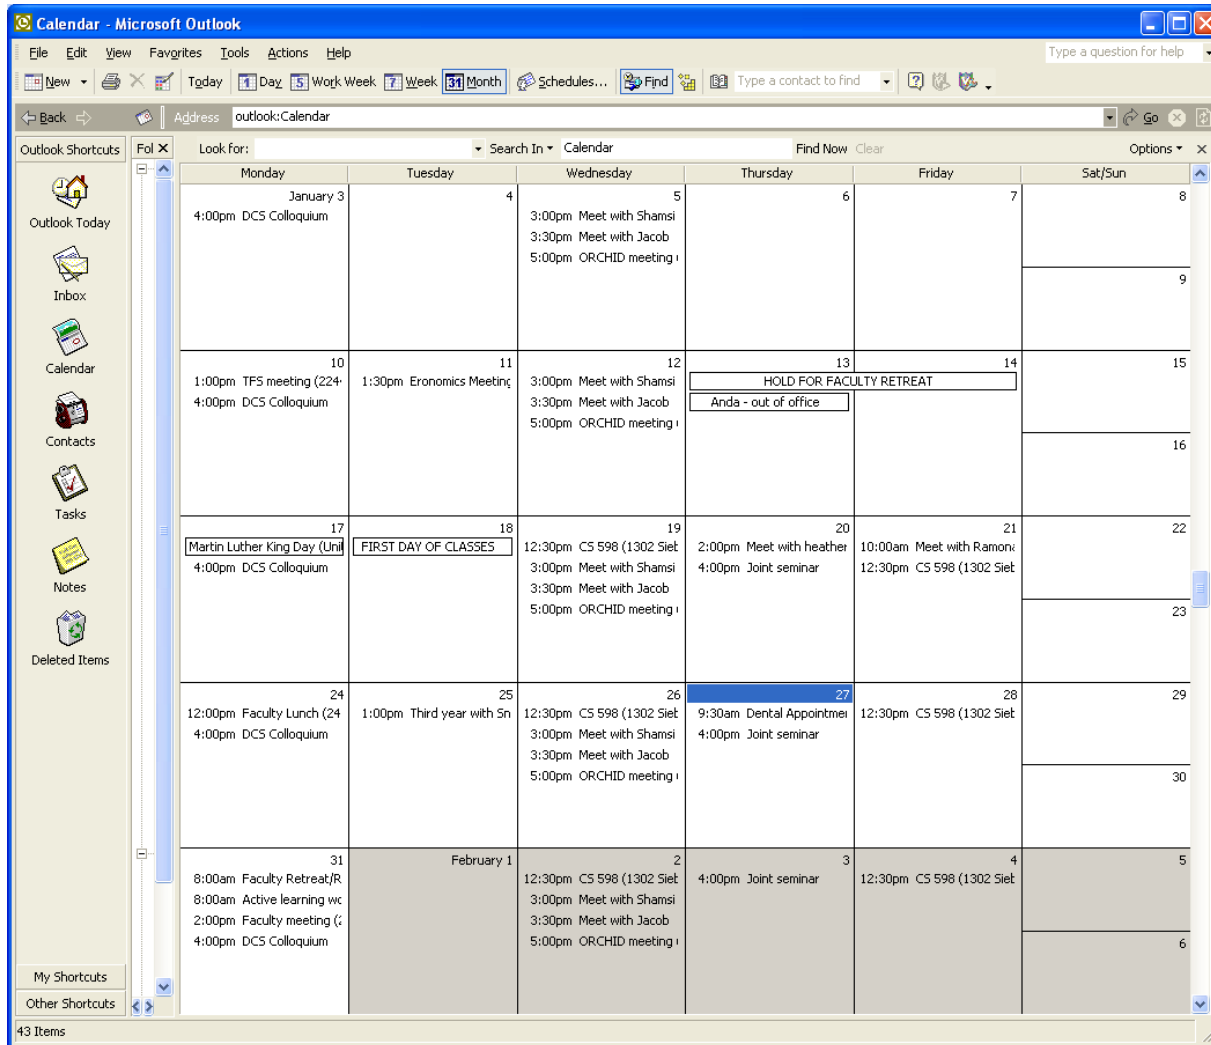 Calendar - Microsoft Outlook
File Edit View Favorites Tools Actions Help Type a question for help
New Today 1 Day 5 Work Week 7 Week 31 Month Schedules... Find Type a contact to find
Back Address outlook:Calendar Go
Outlook Shortcuts Fol X Look for: Search In Calendar Find Now Clear Options
Outlook Today
Inbox
Calendar
Contacts
Tasks
Notes
Deleted Items
My Shortcuts
Other Shortcuts
Monday Tuesday Wednesday Thursday Friday Sat/Sun
January 3
4:00pm DCS Colloquium
4
5
3:00pm Meet with Shamsi
3:30pm Meet with Jacob
5:00pm ORCHID meeting
6
7
8
9
10
1:00pm TFS meeting (224
4:00pm DCS Colloquium
11
1:30pm Eronomics Meeting
12
3:00pm Meet with Shamsi
3:30pm Meet with Jacob
5:00pm ORCHID meeting
13
14
HOLD FOR FACULTY RETREAT
Anda - out of office
15
16
17
Martin Luther King Day (Uni
4:00pm DCS Colloquium
18
FIRST DAY OF CLASSES
19
12:30pm CS 598 (1302 Sieb
3:00pm Meet with Shamsi
3:30pm Meet with Jacob
5:00pm ORCHID meeting
20
2:00pm Meet with heather
4:00pm Joint seminar
21
10:00am Meet with Ramona
12:30pm CS 598 (1302 Sieb
22
23
24
12:00pm Faculty Lunch (24
4:00pm DCS Colloquium
25
1:00pm Third year with Sn
26
12:30pm CS 598 (1302 Sieb
3:00pm Meet with Shamsi
3:30pm Meet with Jacob
5:00pm ORCHID meeting
27
9:30am Dental Appointmen
4:00pm Joint seminar
28
12:30pm CS 598 (1302 Sieb
29
30
31
8:00am Faculty Retreat/R
8:00am Active learning wo
2:00pm Faculty meeting (2
4:00pm DCS Colloquium
February 1
2
12:30pm CS 598 (1302 Sieb
3:00pm Meet with Shamsi
3:30pm Meet with Jacob
5:00pm ORCHID meeting
3
4:00pm Joint seminar
4
12:30pm CS 598 (1302 Sieb
5
6
43 Items